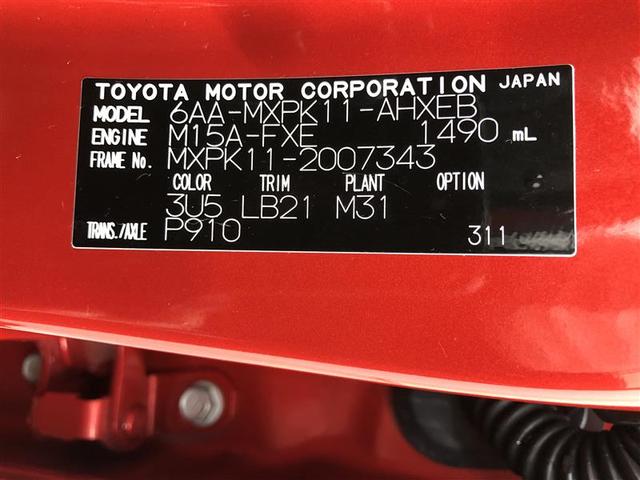 TOYOTA MOTOR CORPORATION JAPAN
MODEL 6AA-MXPK11-AHXEB
ENGINE M15A-FXE 1490 mL
FRAME No. MXPK11-2007343
COLOR TRIM PLANT OPTION
3U5 LB21 M31
TRANS./AXLE P910 311